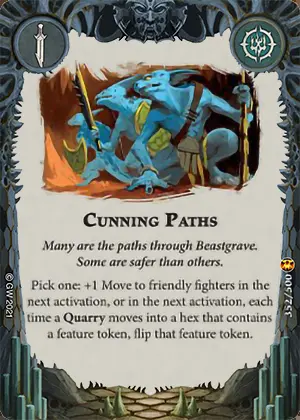 CUNNING PATHS
Many are the paths through Beastgrave.
Some are safer than others.
Pick one: +1 Move to friendly fighters in the
next activation, or in the next activation, each
time a Quarry moves into a hex that contains
a feature token, flip that feature token.
© GW 2021
352/500